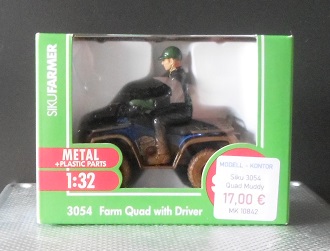 SIKUFARMER
METAL
+PLASTIC PARTS
1:32
MODELL - KONTOR
Siku 3054
Quad Muddy
17,00 €
MK 10842
3054 Farm Quad with Driver